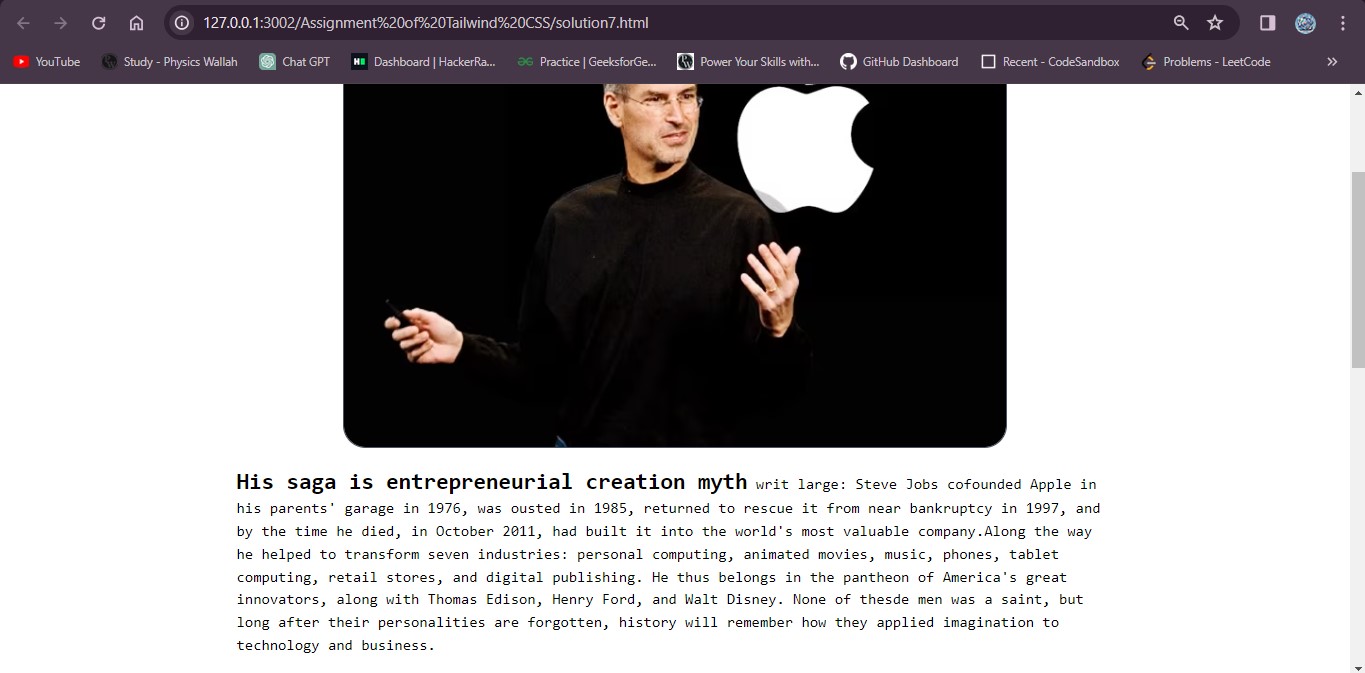 127.0.0.1:3002/Assignment%20of%20Tailwind%20CSS/solution7.html
YouTube Study - Physics Wallah Chat GPT Dashboard | HackerRa... Practice | GeeksforGe... Power Your Skills with... GitHub Dashboard Recent - CodeSandbox Problems - LeetCode »
His saga is entrepreneurial creation myth writ large: Steve Jobs cofounded Apple in
his parents' garage in 1976, was ousted in 1985, returned to rescue it from near bankruptcy in 1997, and
by the time he died, in October 2011, had built it into the world's most valuable company.Along the way
he helped to transform seven industries: personal computing, animated movies, music, phones, tablet
computing, retail stores, and digital publishing. He thus belongs in the pantheon of America's great
innovators, along with Thomas Edison, Henry Ford, and Walt Disney. None of thesde men was a saint, but
long after their personalities are forgotten, history will remember how they applied imagination to
technology and business.